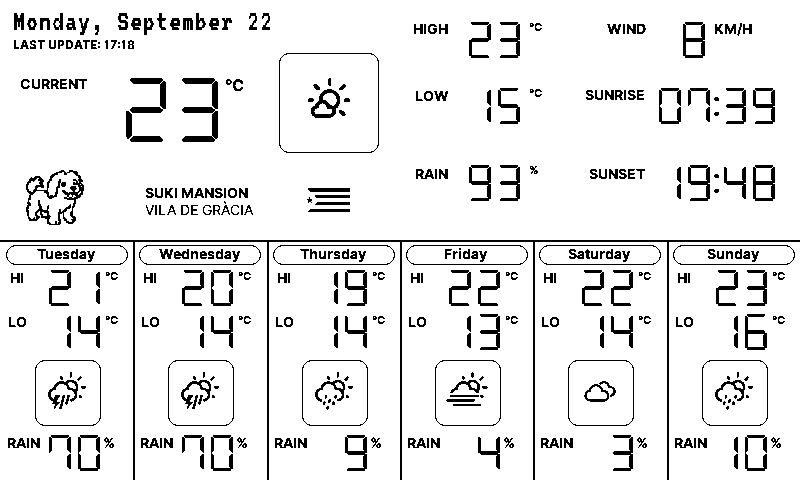 Monday, September 22
LAST UPDATE: 17:18
CURRENT 23 °C
HIGH 23 °C
WIND 8 KM/H
LOW 15 °C
SUNRISE 07:39
RAIN 93 %
SUNSET 19:48
SUKI MANSION
VILA DE GRÀCIA
Tuesday
HI 21 °C
LO 14 °C
RAIN 70 %
Wednesday
HI 20 °C
LO 14 °C
RAIN 70 %
Thursday
HI 19 °C
LO 14 °C
RAIN 9 %
Friday
HI 22 °C
LO 13 °C
RAIN 4 %
Saturday
HI 22 °C
LO 14 °C
RAIN 3 %
Sunday
HI 23 °C
LO 16 °C
RAIN 10 %